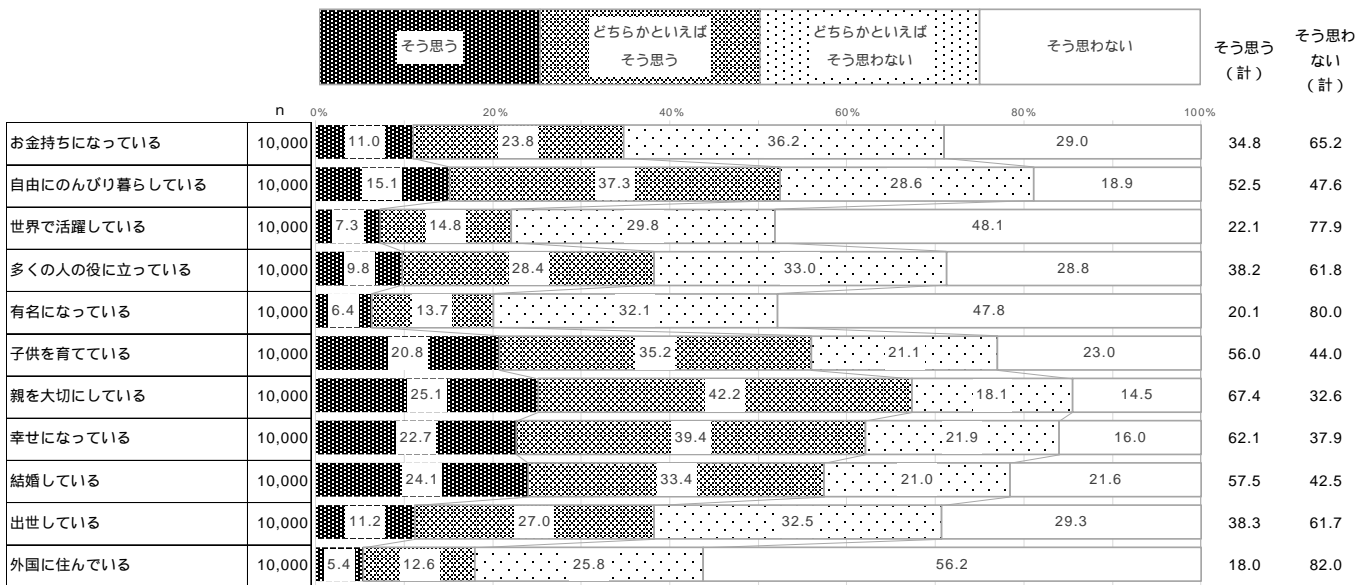 そう思う
どちらかといえば
そう思う
どちらかといえば
そう思わない
そう思わない
そう思う
（計）
そう思わ
ない
（計）
n
0% 20% 40% 60% 80% 100%
お金持ちになっている 10,000 11.0 23.8 36.2 29.0 34.8 65.2
自由にのんびり暮らしている 10,000 15.1 37.3 28.6 18.9 52.5 47.6
世界で活躍している 10,000 7.3 14.8 29.8 48.1 22.1 77.9
多くの人の役に立っている 10,000 9.8 28.4 33.0 28.8 38.2 61.8
有名になっている 10,000 6.4 13.7 32.1 47.8 20.1 80.0
子供を育てている 10,000 20.8 35.2 21.1 23.0 56.0 44.0
親を大切にしている 10,000 25.1 42.2 18.1 14.5 67.4 32.6
幸せになっている 10,000 22.7 39.4 21.9 16.0 62.1 37.9
結婚している 10,000 24.1 33.4 21.0 21.6 57.5 42.5
出世している 10,000 11.2 27.0 32.5 29.3 38.3 61.7
外国に住んでいる 10,000 5.4 12.6 25.8 56.2 18.0 82.0